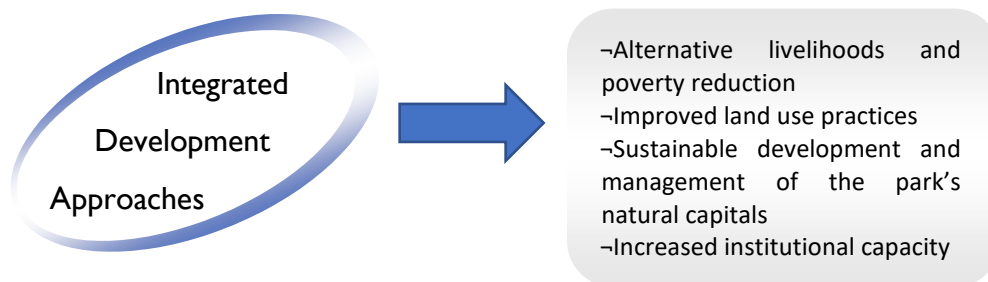 Integrated
Development
Approaches
¬Alternative livelihoods and
poverty reduction
¬Improved land use practices
¬Sustainable development and
management of the park’s
natural capitals
¬Increased institutional capacity